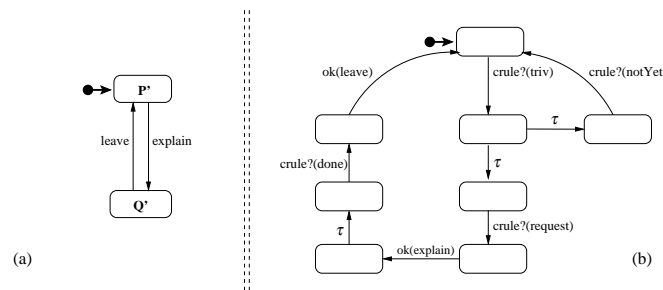 P'
leave
explain
Q'
(a)
ok(leave)
crule?(triv)
crule?(notYet
τ
τ
crule?(done)
τ
crule?(request)
ok(explain)
(b)